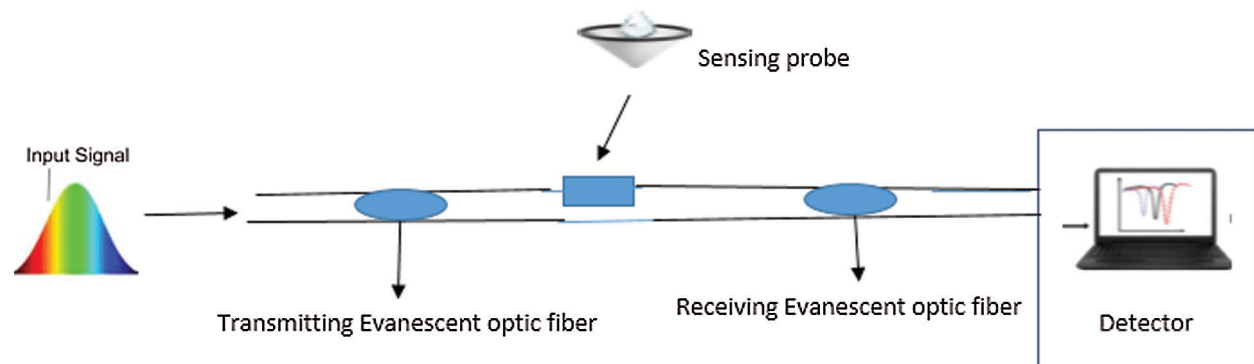 Sensing probe
Input Signal
Transmitting Evanescent optic fiber
Receiving Evanescent optic fiber
Detector